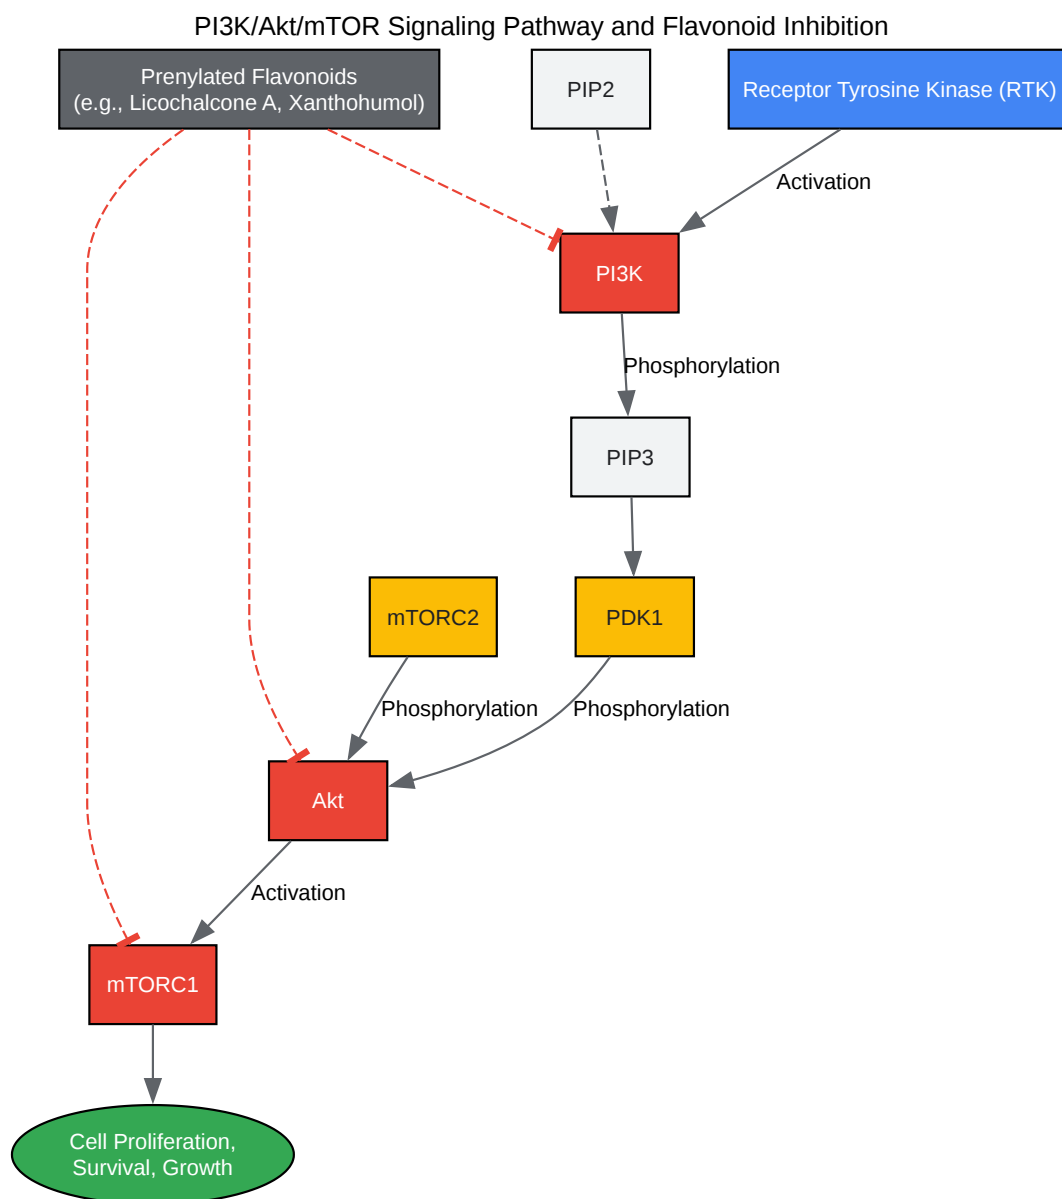 PI3K/Akt/mTOR Signaling Pathway and Flavonoid Inhibition
Prenylated Flavonoids
(e.g., Licochalcone A, Xanthohumol)
PIP2
Receptor Tyrosine Kinase (RTK)
Activation
PI3K
Phosphorylation
PIP3
mTORC2
PDK1
Phosphorylation
Phosphorylation
Akt
Activation
mTORC1
Cell Proliferation,
Survival, Growth